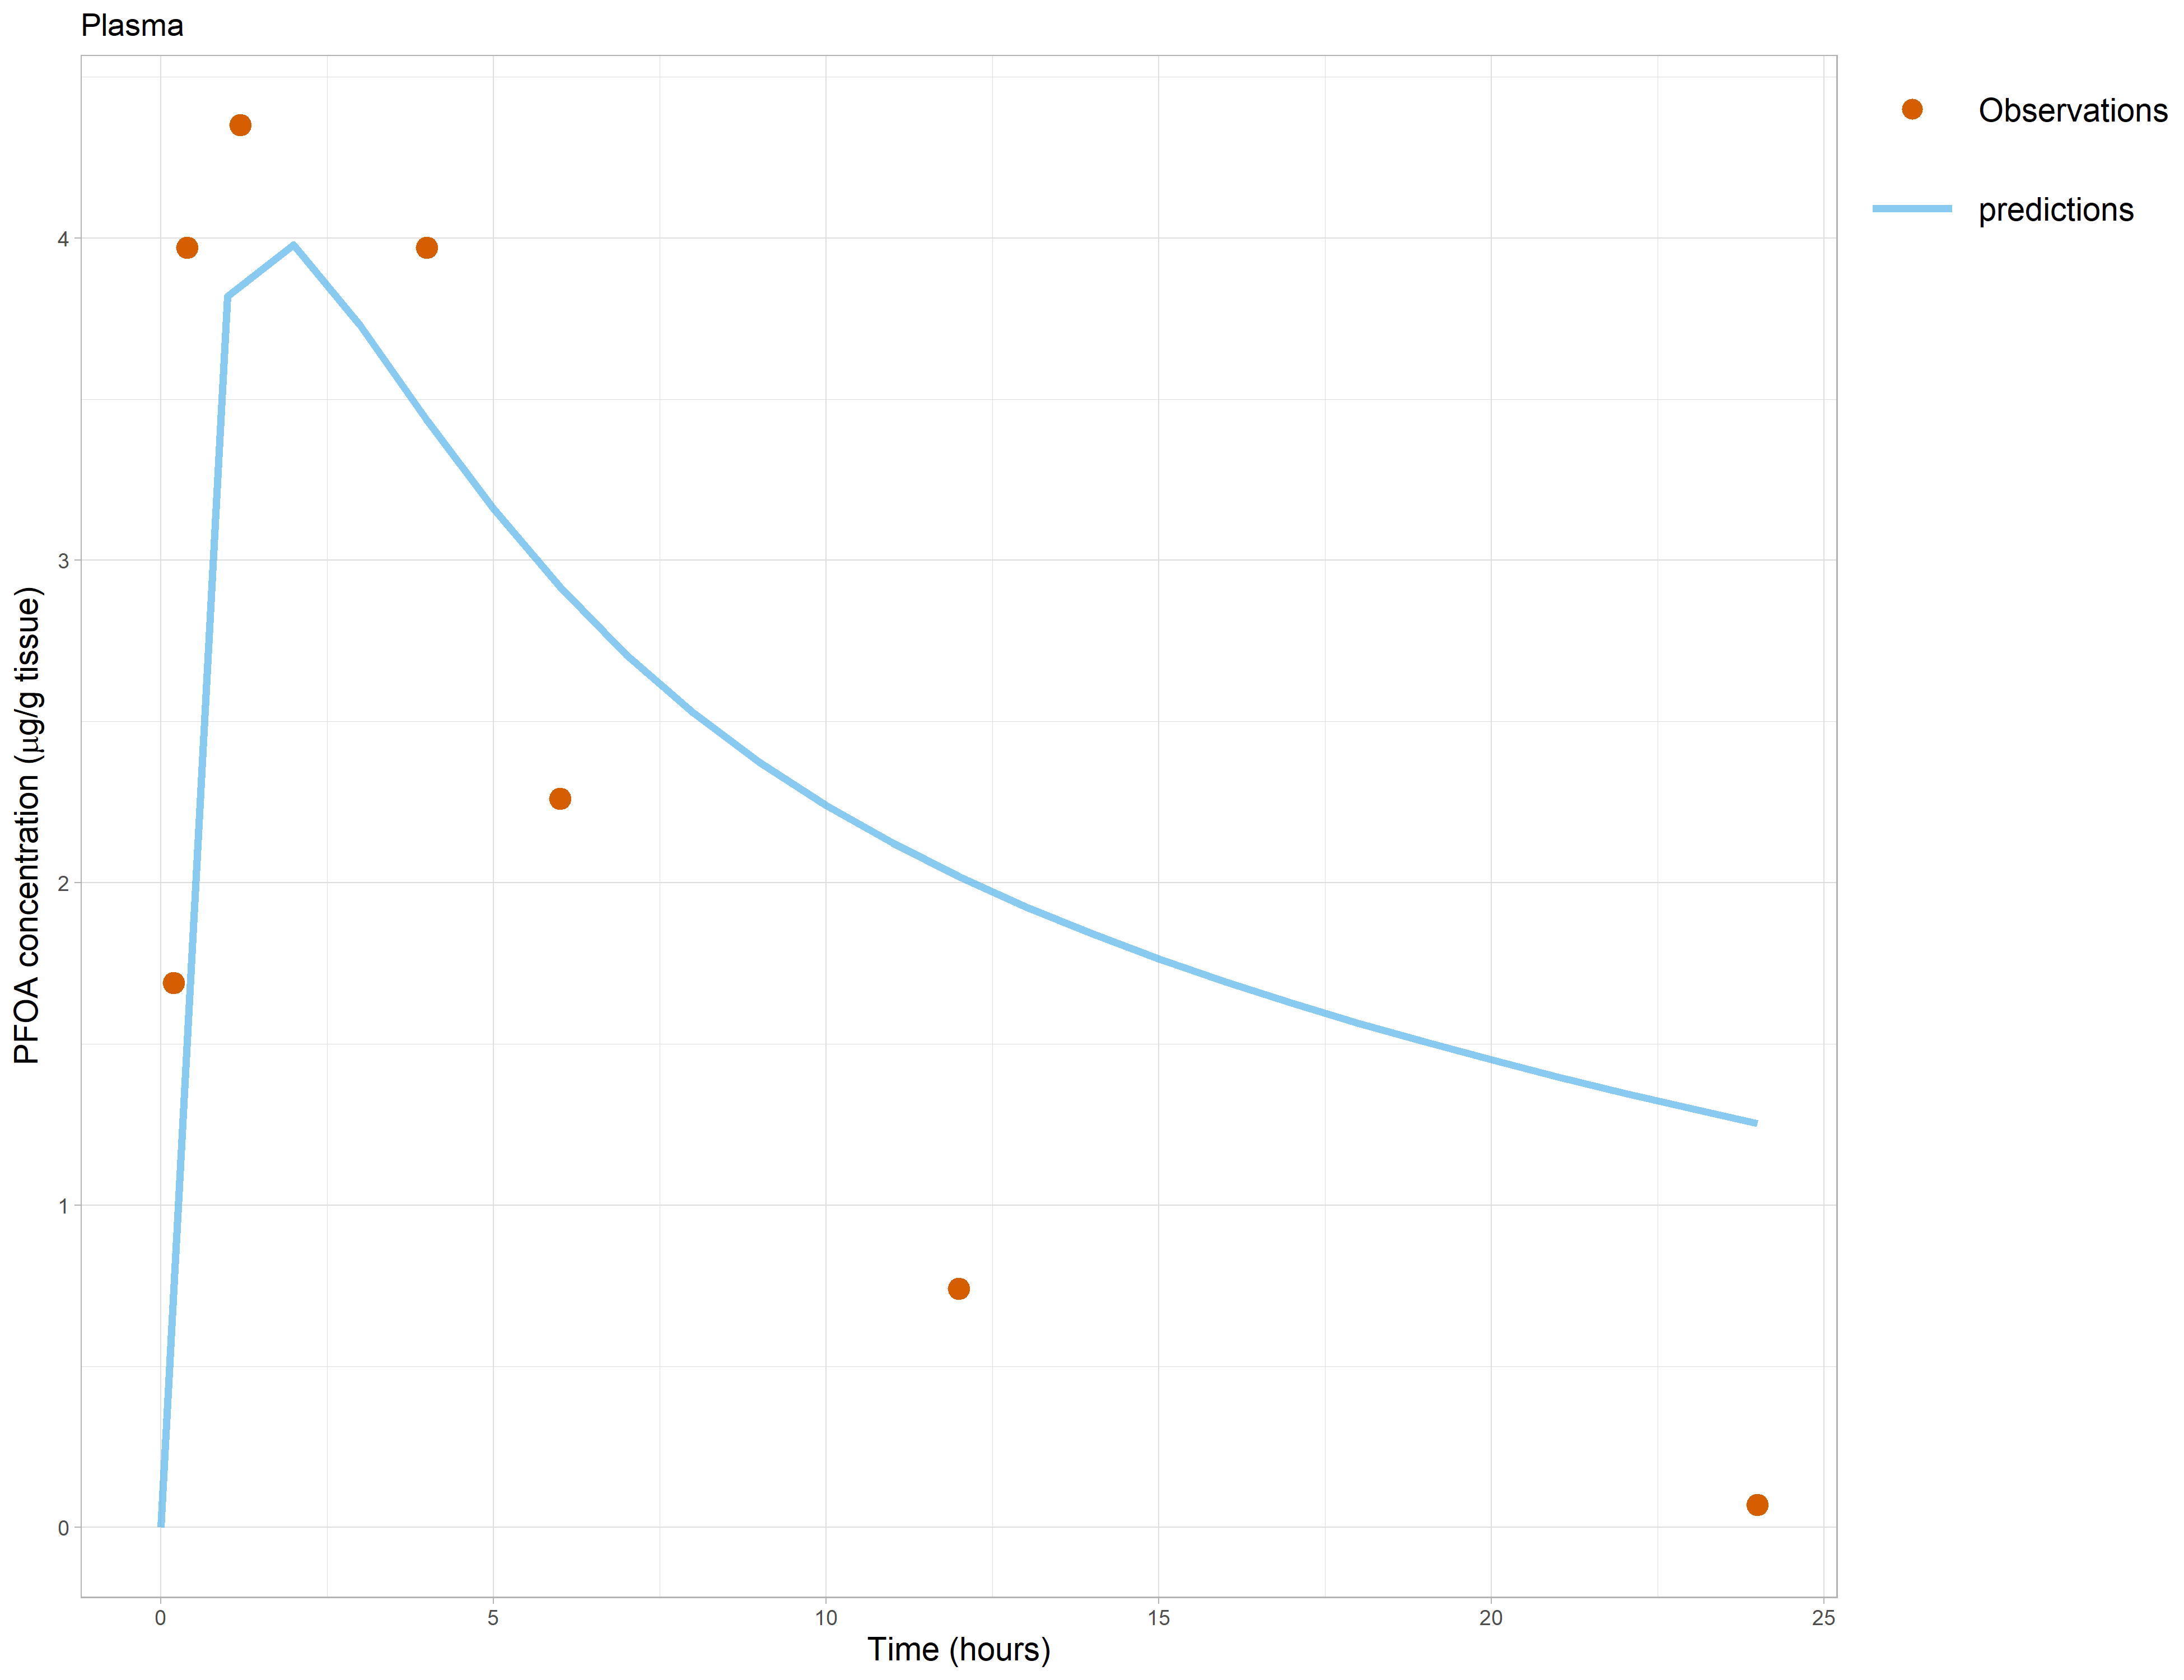 Plasma
Observations
predictions
PFOA concentration (μg/g tissue)
4
3
2
1
0
0 5 10 15 20 25
Time (hours)